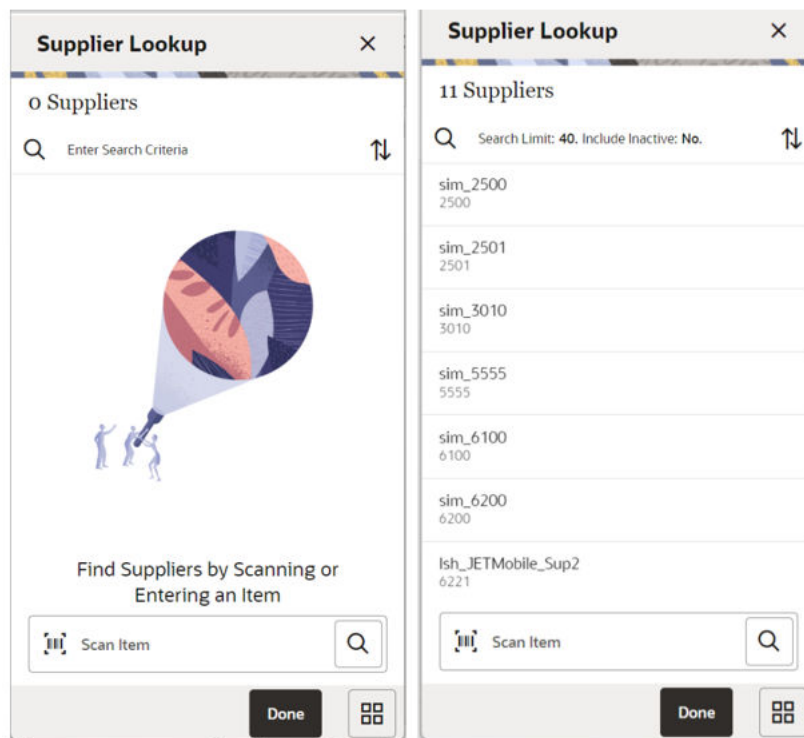 Supplier Lookup
0 Suppliers
Enter Search Criteria
Find Suppliers by Scanning or
Entering an Item
Scan Item
Done
Supplier Lookup
11 Suppliers
Search Limit: 40, Include Inactive: No.
sim_2500
2500
sim_2501
2501
sim_3010
3010
sim_5555
5555
sim_6100
6100
sim_6200
6200
lsh_JETMobile_Sup2
6221
Scan Item
Done